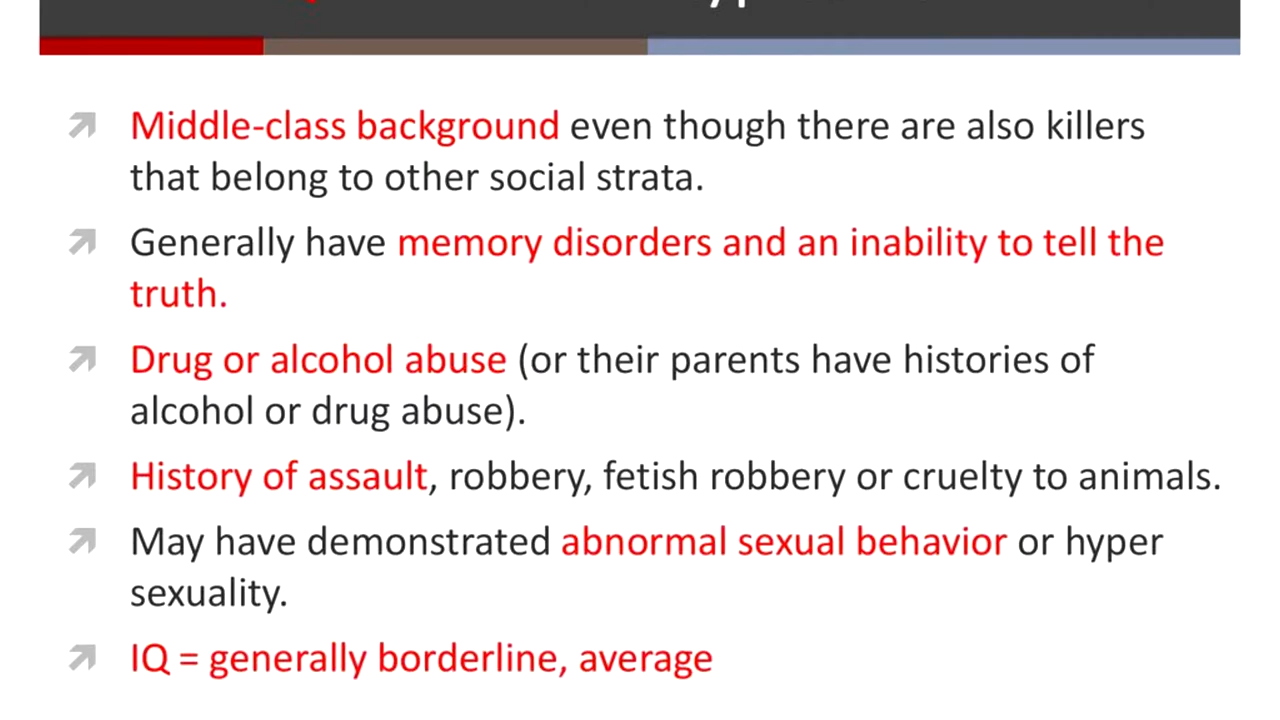 Middle-class background even though there are also killers
that belong to other social strata.
Generally have memory disorders and an inability to tell the
truth.
Drug or alcohol abuse (or their parents have histories of
alcohol or drug abuse).
History of assault, robbery, fetish robbery or cruelty to animals.
May have demonstrated abnormal sexual behavior or hyper
sexuality.
IQ = generally borderline, average